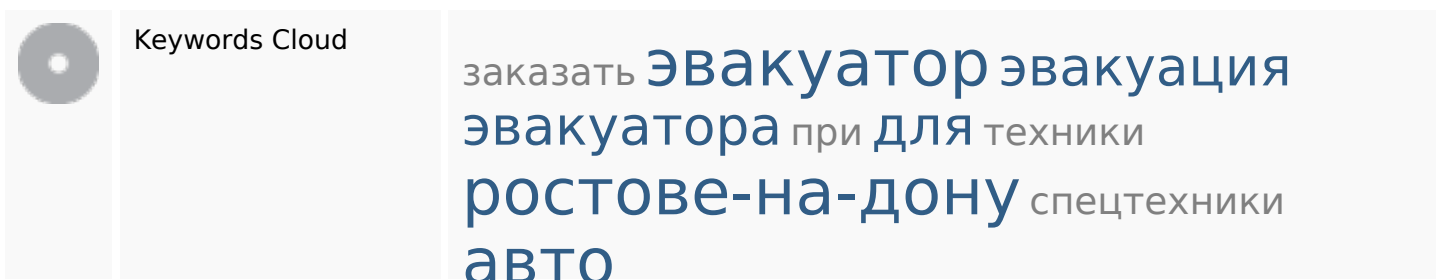 Keywords Cloud
заказать эвакуатор эвакуация
эвакуатора при для техники
ростове-на-дону спецтехники
авто